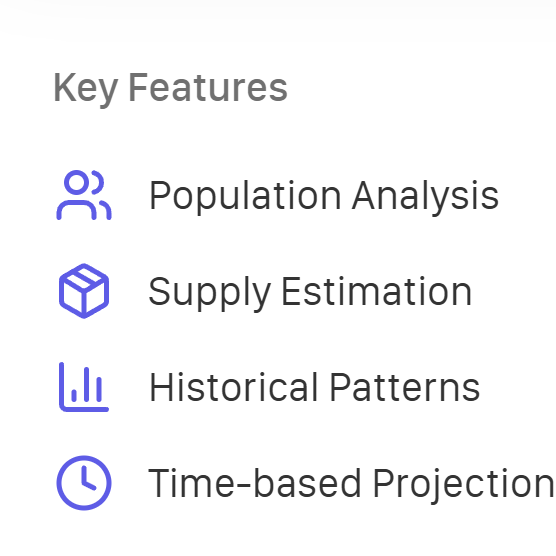 Key Features
Population Analysis
Supply Estimation
Historical Patterns
Time-based Projection